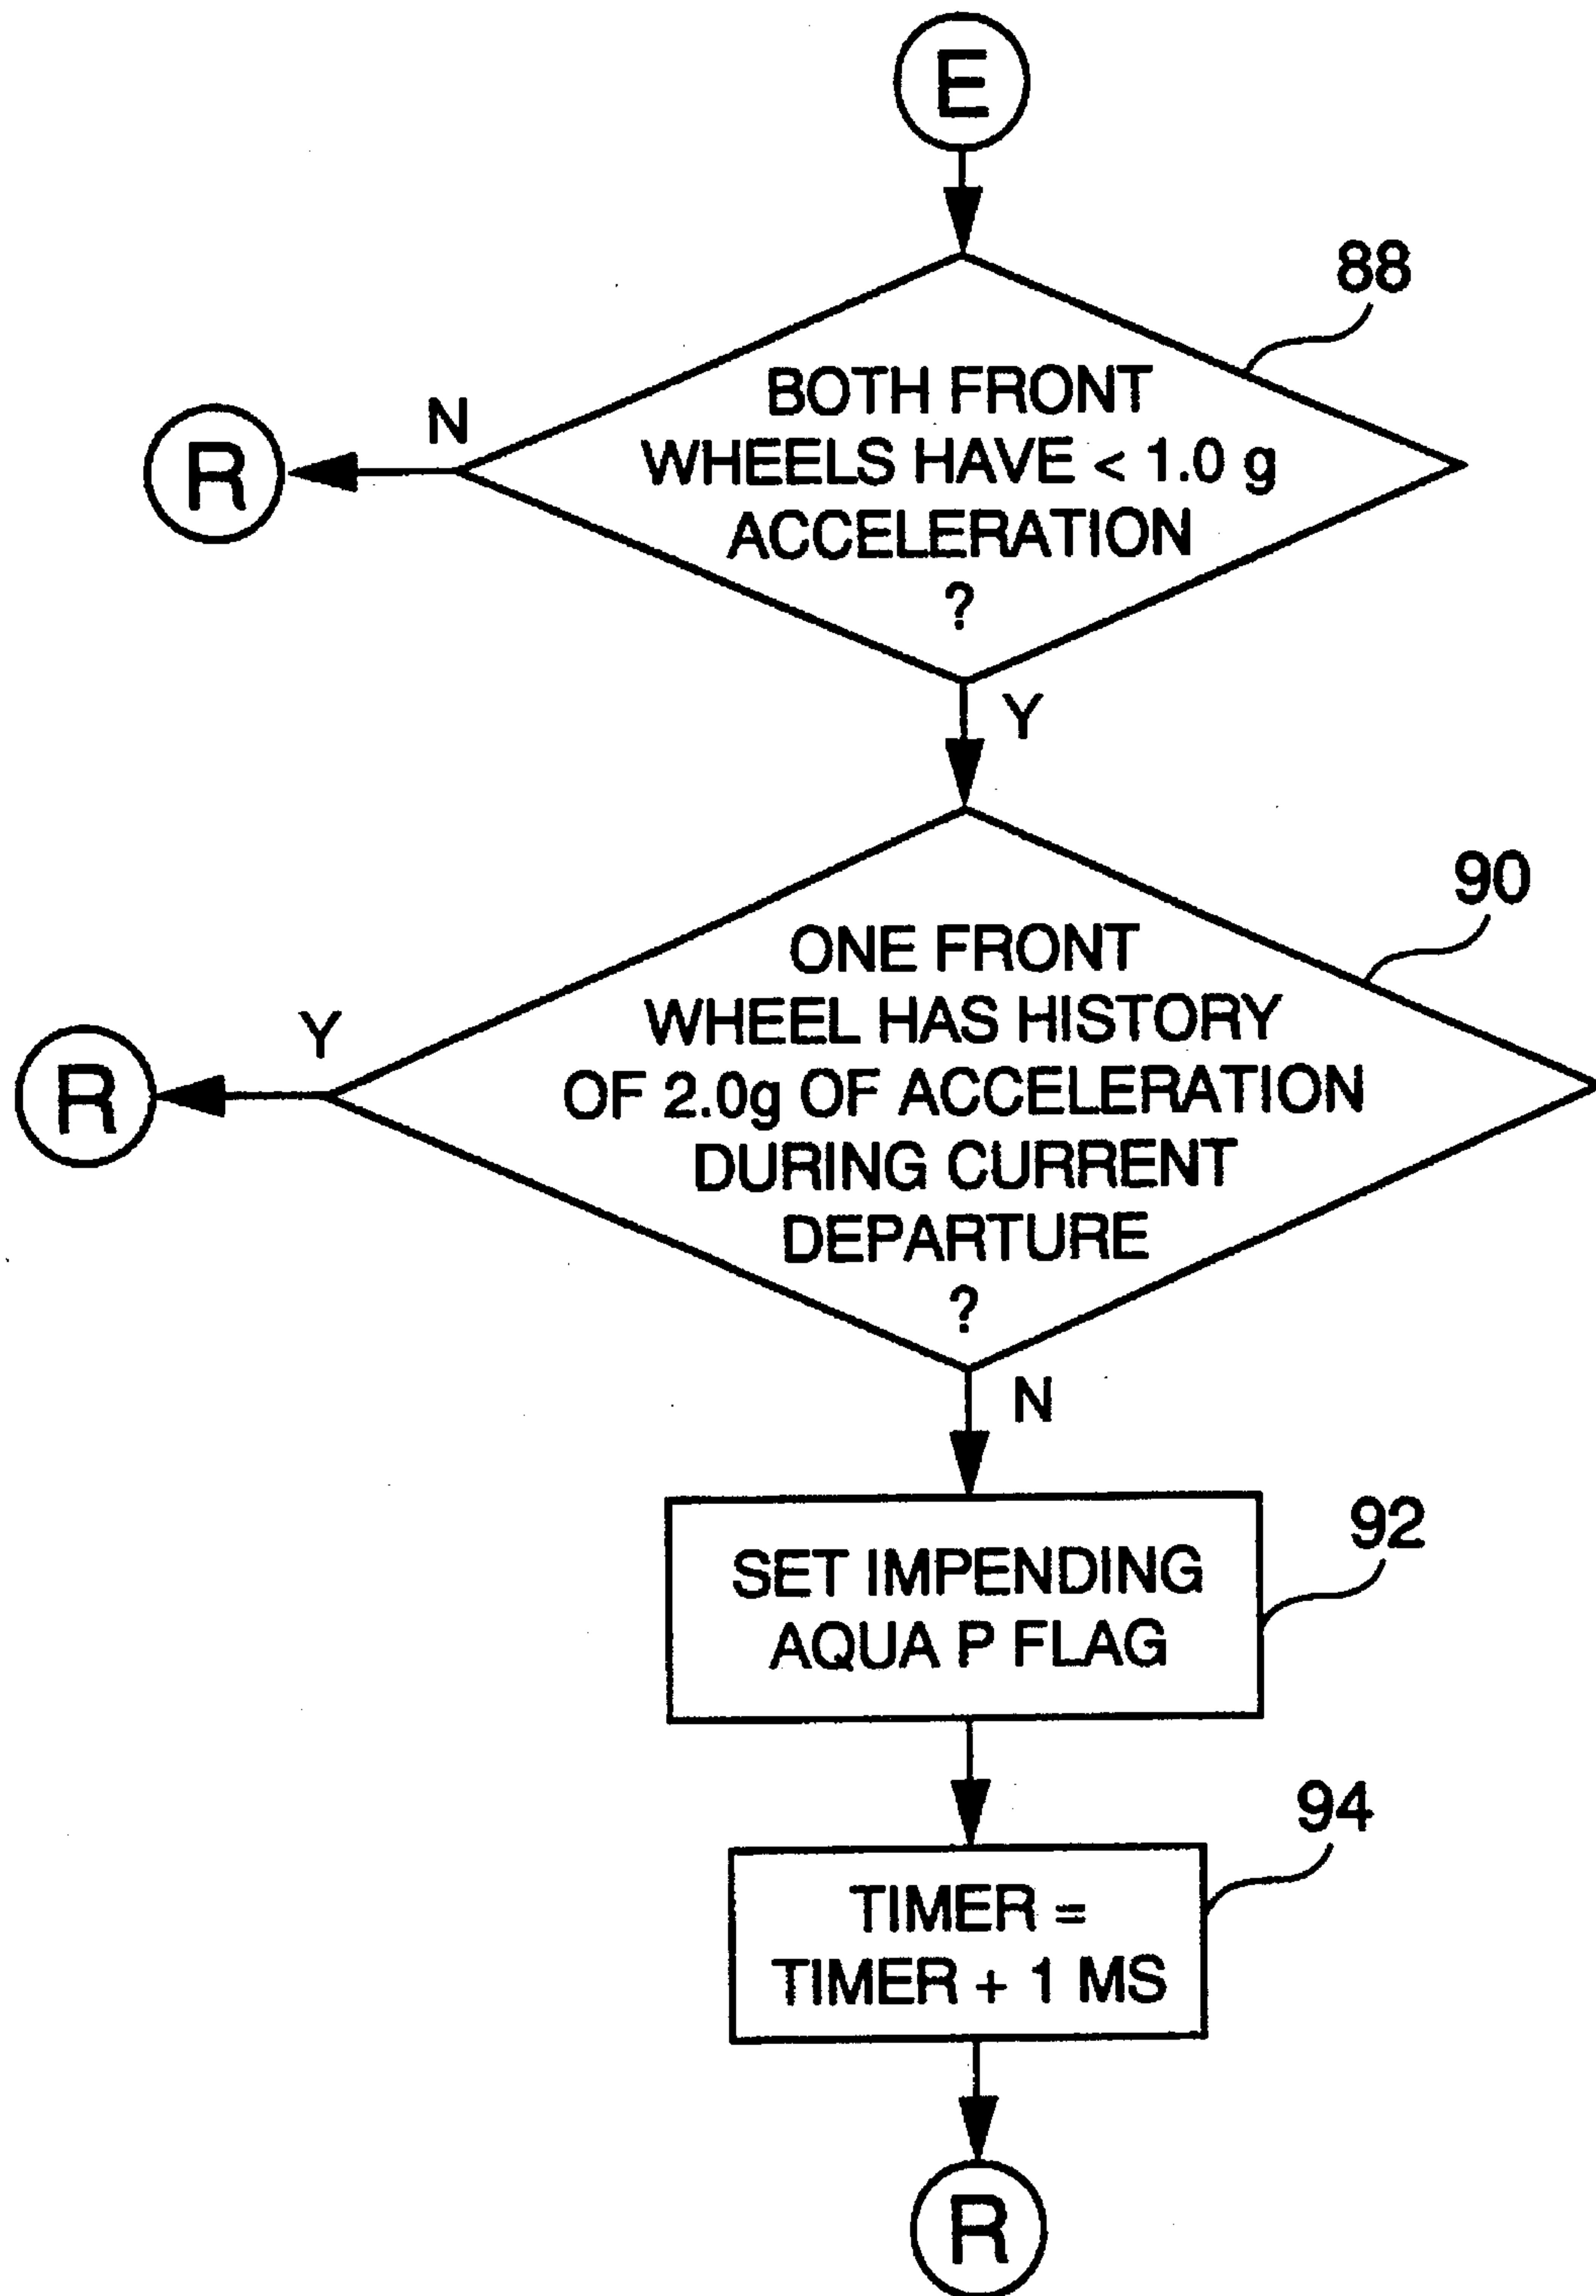 E
88
BOTH FRONT
WHEELS HAVE < 1.0 g
ACCELERATION
?
N
R
Y
90
ONE FRONT
WHEEL HAS HISTORY
OF 2.0g OF ACCELERATION
DURING CURRENT
DEPARTURE
?
Y
R
N
92
SET IMPENDING
AQUA P FLAG
94
TIMER =
TIMER + 1 MS
R